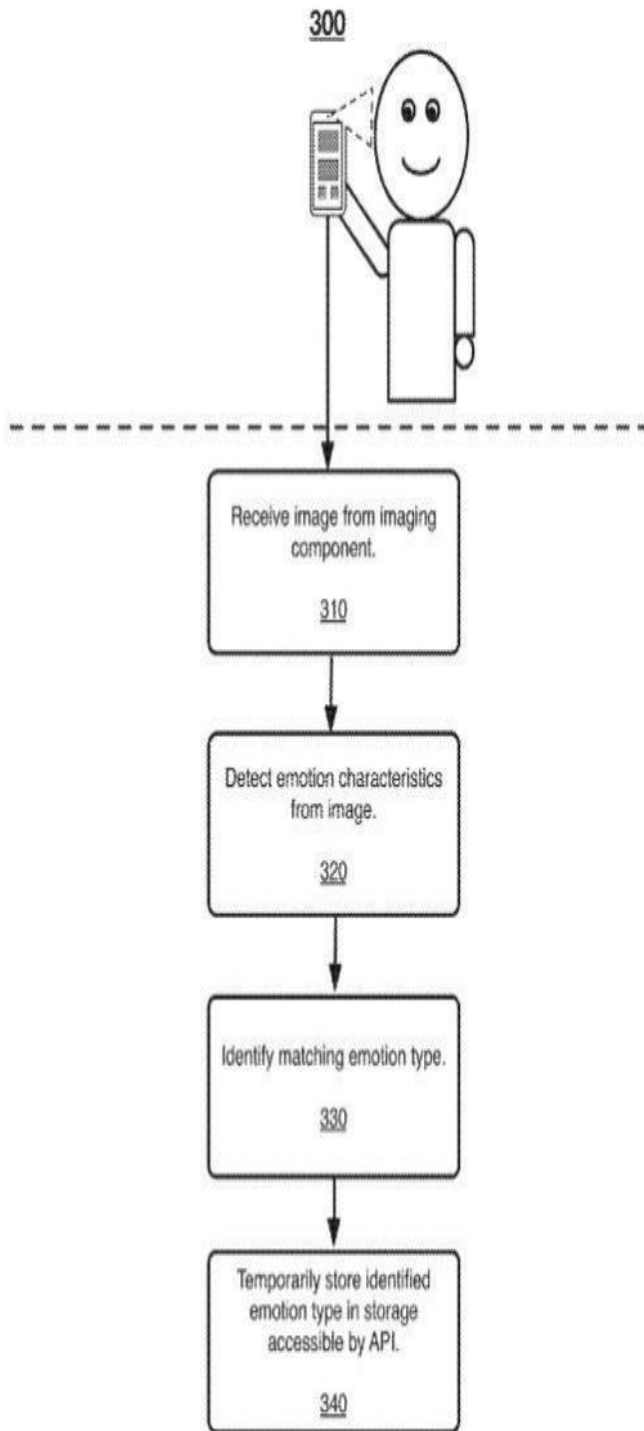 300
Receive image from imaging
component.
310
Detect emotion characteristics
from image.
320
Identify matching emotion type.
330
Temporarily store identified
emotion type in storage
accessible by API.
340